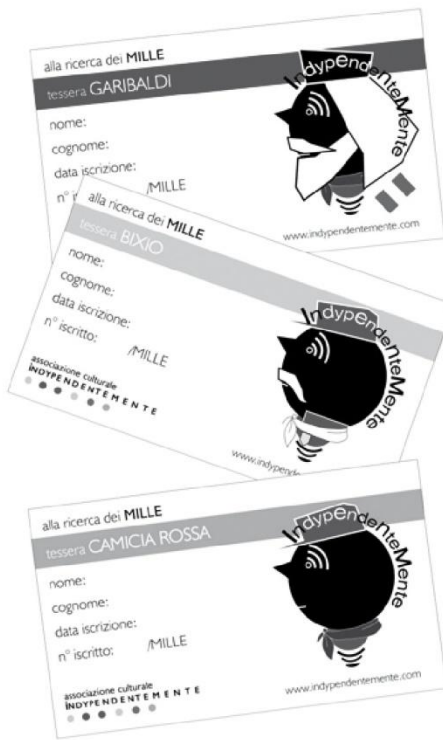 alla ricerca dei MILLE
tessera GARIBALDI
nome:
cognome:
data iscrizione:
/MILLE
IndypendenteMente
www.indypendentemente.com
alla ricerca dei MILLE
tessera BIXIO
nome:
cognome:
data iscrizione:
n° iscritto: /MILLE
associazione culturale
INDYPENDENTEMENTE
IndypendenteMente
alla ricerca dei MILLE
tessera CAMICIA ROSSA
nome:
cognome:
data iscrizione:
n° iscritto: /MILLE
associazione culturale
INDYPENDENTEMENTE
IndypendenteMente
www.indypendentemente.com